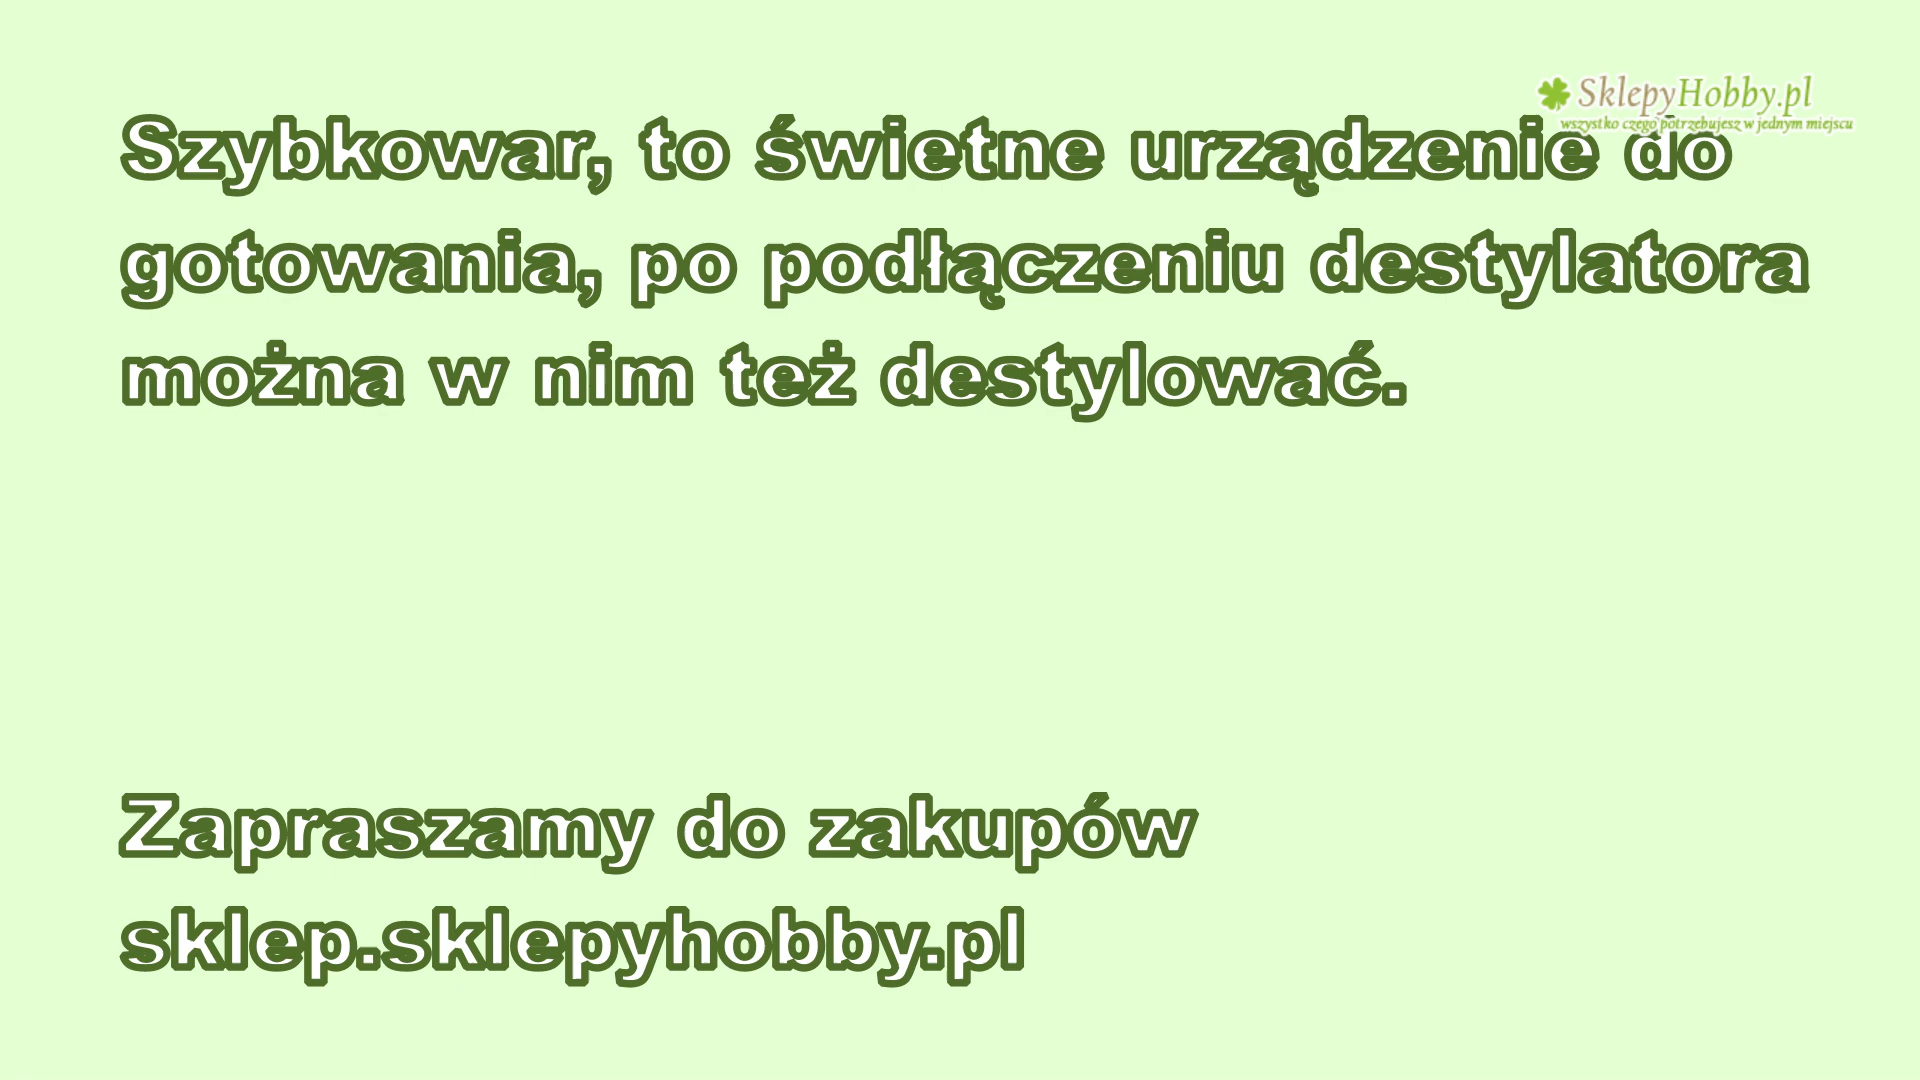 SklepyHobby.pl
wszystko czego potrzebujesz w jednym miejscu
Szybkowar, to świetne urządzenie do
gotowania, po podłączeniu destylatora
można w nim też destylować.
Zapraszamy do zakupów
sklep.sklepyhobby.pl